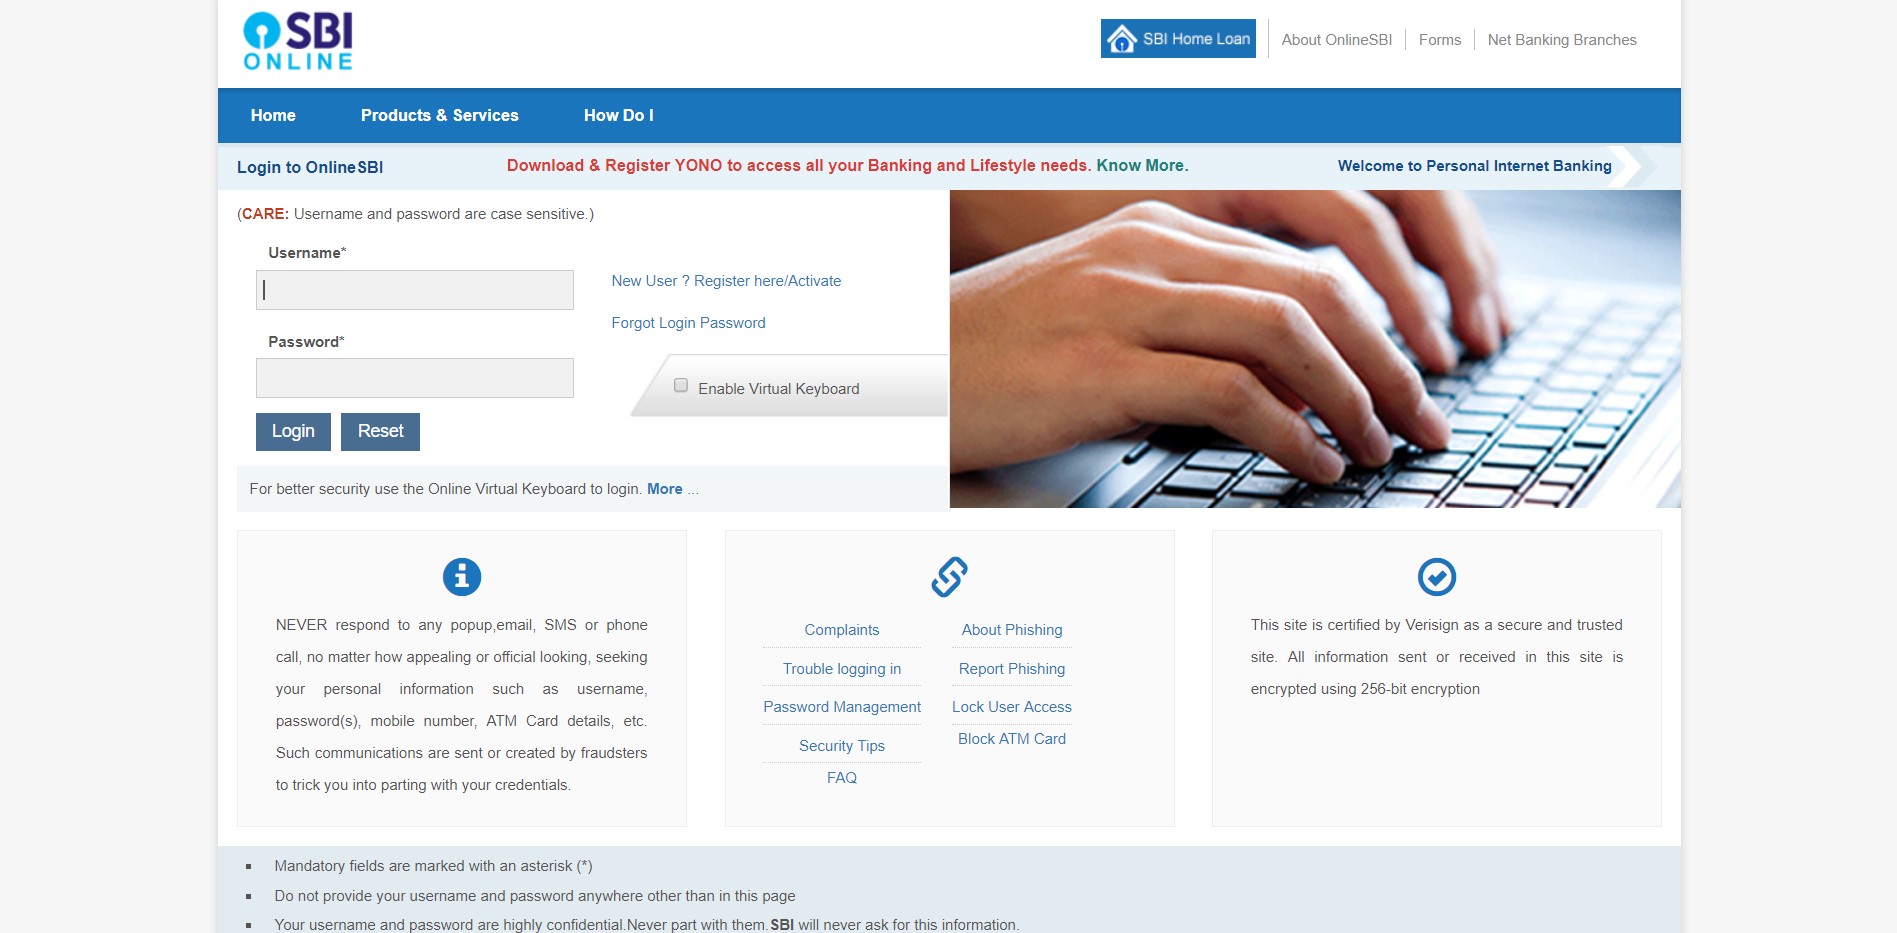 SBI
ONLINE
SBI Home Loan
About OnlineSBI
Forms
Net Banking Branches
Home
Products & Services
How Do I
Login to OnlineSBI
Download & Register YONO to access all your Banking and Lifestyle needs. Know More.
Welcome to Personal Internet Banking
(CARE: Username and password are case sensitive.)
Username*
New User ? Register here/Activate
Forgot Login Password
Password*
Enable Virtual Keyboard
Login
Reset
For better security use the Online Virtual Keyboard to login. More ...
NEVER respond to any popup,email, SMS or phone
call, no matter how appealing or official looking, seeking
your personal information such as username,
password(s), mobile number, ATM Card details, etc.
Such communications are sent or created by fraudsters
to trick you into parting with your credentials.
Complaints
Trouble logging in
Password Management
Security Tips
FAQ
About Phishing
Report Phishing
Lock User Access
Block ATM Card
This site is certified by Verisign as a secure and trusted
site. All information sent or received in this site is
encrypted using 256-bit encryption
Mandatory fields are marked with an asterisk (*)
Do not provide your username and password anywhere other than in this page
Your username and password are highly confidential.Never part with them.SBI will never ask for this information.